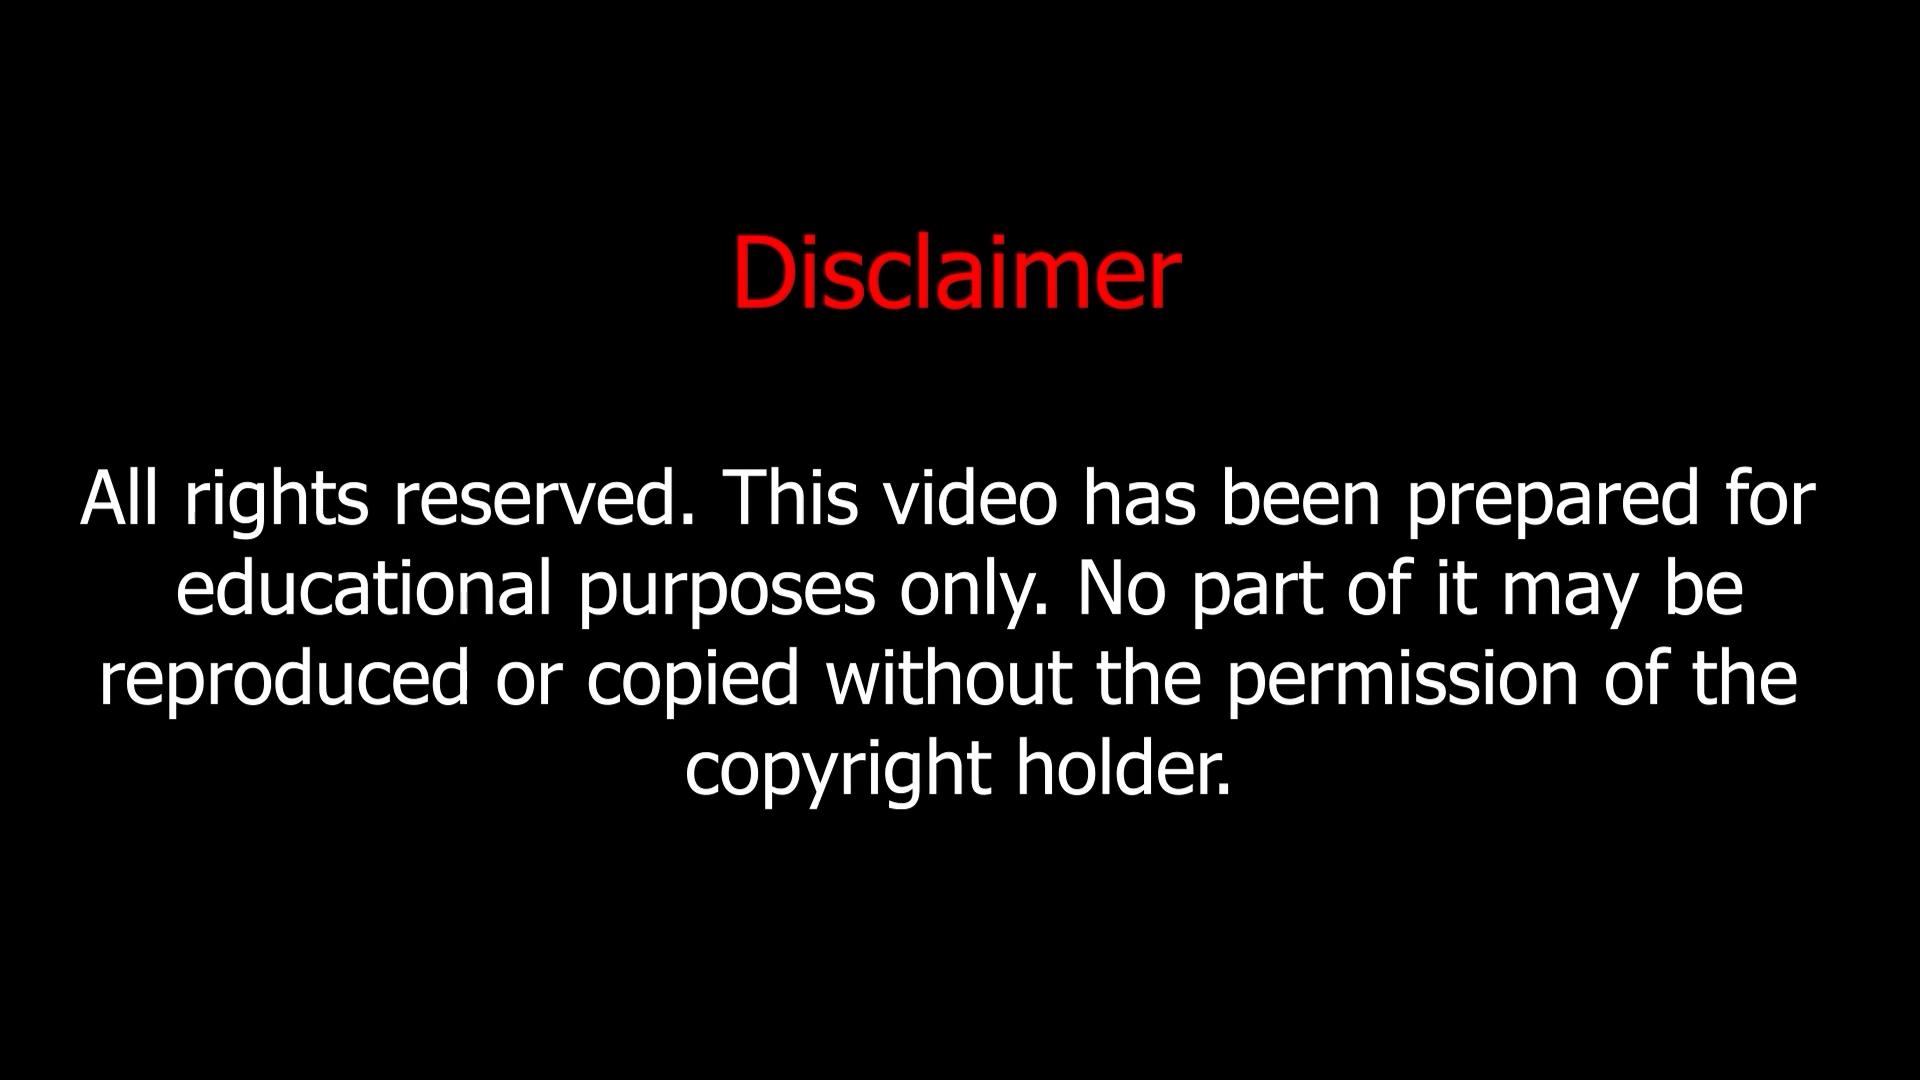 Disclaimer
All rights reserved. This video has been prepared for
educational purposes only. No part of it may be
reproduced or copied without the permission of the
copyright holder.